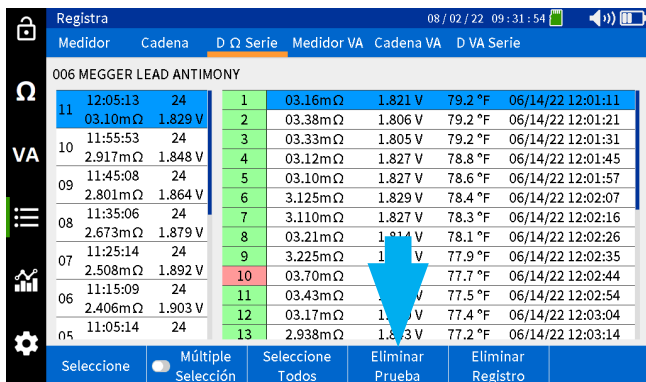 Registra 08/02/22 09:31:54
Medidor Cadena D Ω Serie Medidor VA Cadena VA D VA Serie
006 MEGGER LEAD ANTIMONY
Ω
VA
11 12:05:13 24
03.10mΩ 1.829 V
10 11:55:53 24
2.917mΩ 1.848 V
09 11:45:08 24
2.801mΩ 1.864 V
08 11:35:06 24
2.673mΩ 1.879 V
07 11:25:14 24
2.508mΩ 1.892 V
06 11:15:09 24
2.406mΩ 1.903 V
05 11:05:14 24
1 03.16mΩ 1.821 V 79.2 °F 06/14/22 12:01:11
2 03.38mΩ 1.806 V 79.2 °F 06/14/22 12:01:21
3 03.33mΩ 1.805 V 79.2 °F 06/14/22 12:01:31
4 03.12mΩ 1.827 V 78.8 °F 06/14/22 12:01:45
5 03.10mΩ 1.827 V 78.6 °F 06/14/22 12:01:57
6 3.125mΩ 1.829 V 78.4 °F 06/14/22 12:02:07
7 3.110mΩ 1.827 V 78.3 °F 06/14/22 12:02:16
8 03.21mΩ 1.814 V 78.1 °F 06/14/22 12:02:26
9 3.225mΩ V 77.9 °F 06/14/22 12:02:35
10 03.70mΩ 77.7 °F 06/14/22 12:02:44
11 03.43mΩ V 77.5 °F 06/14/22 12:02:54
12 03.17mΩ V 77.4 °F 06/14/22 12:03:04
13 2.938mΩ V 77.2 °F 06/14/22 12:03:14
Seleccione
Múltiple
Selección
Seleccione
Todos
Eliminar
Prueba
Eliminar
Registro